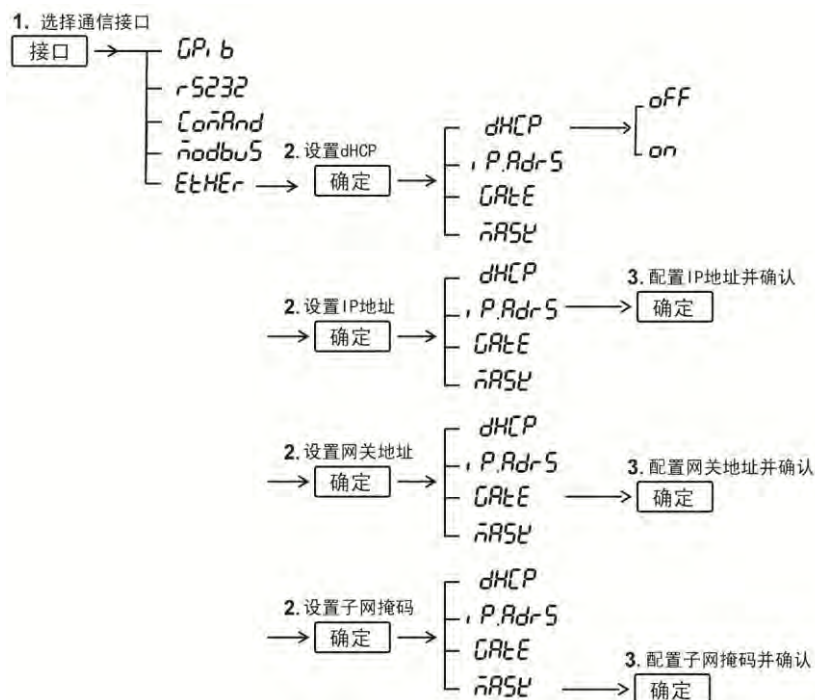 1. 选择通信接口
接口
GPib
rS232
ComAnd
modbuS
EtHEr
2. 设置dHCP
确定
dHCP
iP.AdrS
GAtE
mASk
oFF
on
2. 设置IP地址
确定
dHCP
iP.AdrS
GAtE
mASk
3. 配置IP地址并确认
确定
2. 设置网关地址
确定
dHCP
iP.AdrS
GAtE
mASk
3. 配置网关地址并确认
确定
2. 设置子网掩码
确定
dHCP
iP.AdrS
GAtE
mASk
3. 配置子网掩码并确认
确定